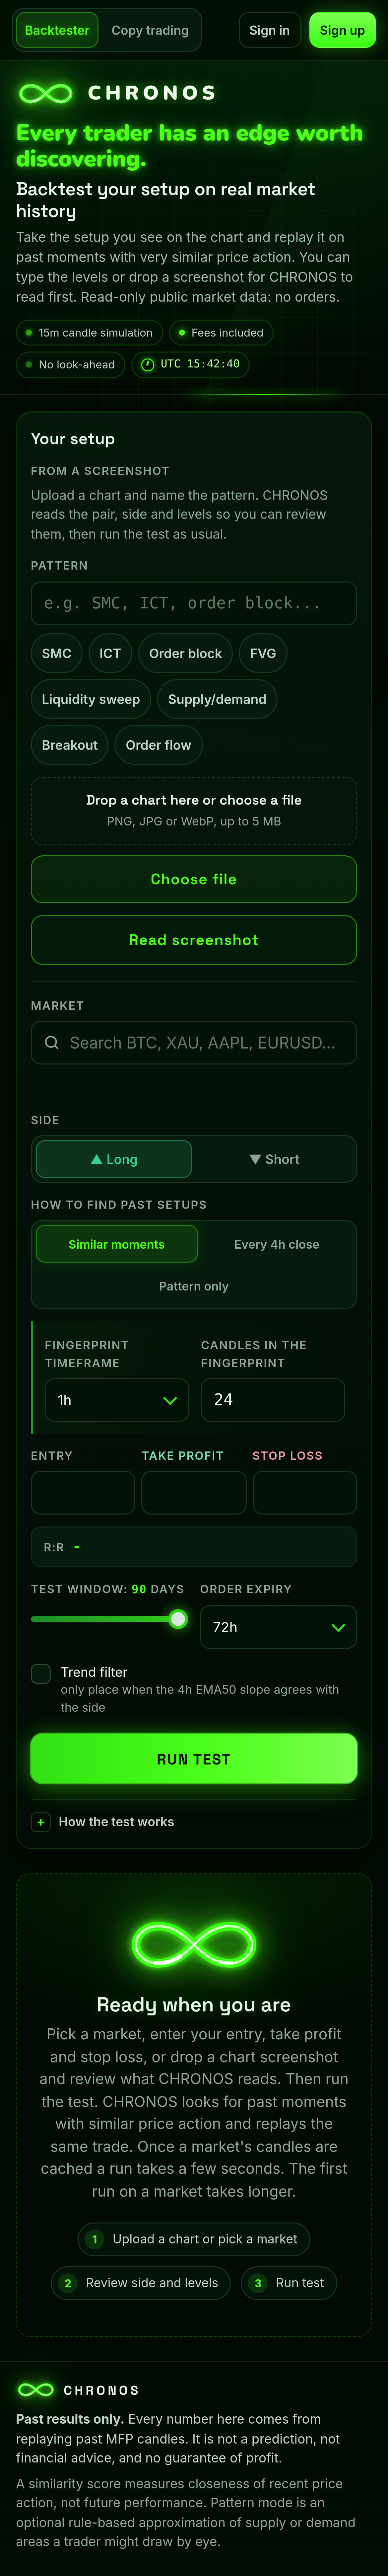 Backtester Copy trading Sign in Sign up
CHRONOS
Every trader has an edge worth
discovering.
Backtest your setup on real market
history
Take the setup you see on the chart and replay it on
past moments with very similar price action. You can
type the levels or drop a screenshot for CHRONOS to
read first. Read-only public market data: no orders.
15m candle simulation Fees included
No look-ahead UTC 15:42:40
Your setup
FROM A SCREENSHOT
Upload a chart and name the pattern. CHRONOS
reads the pair, side and levels so you can review
them, then run the test as usual.
PATTERN
e.g. SMC, ICT, order block...
SMC ICT Order block FVG
Liquidity sweep Supply/demand
Breakout Order flow
Drop a chart here or choose a file
PNG, JPG or WebP, up to 5 MB
Choose file
Read screenshot
MARKET
Search BTC, XAU, AAPL, EURUSD...
SIDE
▲ Long ▼ Short
HOW TO FIND PAST SETUPS
Similar moments Every 4h close
Pattern only
FINGERPRINT CANDLES IN THE
TIMEFRAME FINGERPRINT
1h 24
ENTRY TAKE PROFIT STOP LOSS
R:R -
TEST WINDOW: 90 DAYS ORDER EXPIRY
72h
Trend filter
only place when the 4h EMA50 slope agrees with
the side
RUN TEST
+ How the test works
Ready when you are
Pick a market, enter your entry, take profit
and stop loss, or drop a chart screenshot
and review what CHRONOS reads. Then run
the test. CHRONOS looks for past moments
with similar price action and replays the
same trade. Once a market's candles are
cached a run takes a few seconds. The first
run on a market takes longer.
1 Upload a chart or pick a market
2 Review side and levels 3 Run test
CHRONOS
Past results only. Every number here comes from
replaying past MFP candles. It is not a prediction, not
financial advice, and no guarantee of profit.
A similarity score measures closeness of recent price
action, not future performance. Pattern mode is an
optional rule-based approximation of supply or demand
areas a trader might draw by eye.